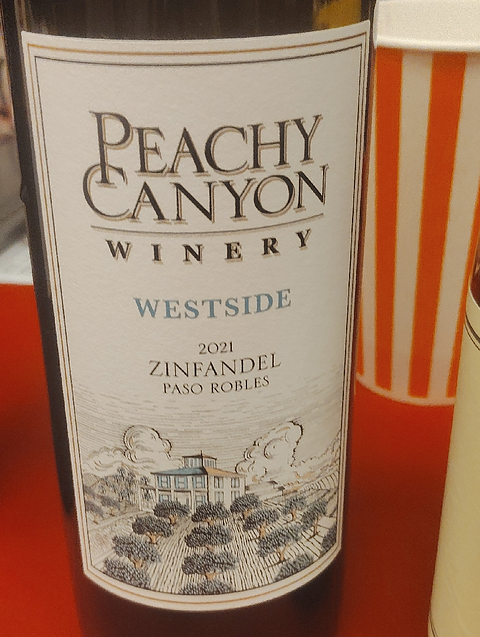 PEACHY
CANYON
WINERY
WESTSIDE
2021
ZINFANDEL
PASO ROBLES